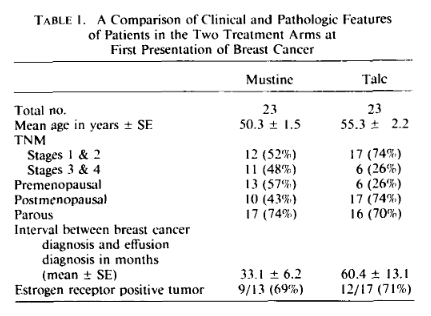 TABLE 1. A Comparison of Clinical and Pathologic Features
of Patients in the Two Treatment Arms at
First Presentation of Breast Cancer
Mustine Talc
Total no. 23 23
Mean age in years ± SE 50.3 ± 1.5 55.3 ± 2.2
TNM
Stages 1 & 2 12 (52%) 17 (74%)
Stages 3 & 4 11 (48%) 6 (26%)
Premenopausal 13 (57%) 6 (26%)
Postmenopausal 10 (43%) 17 (74%)
Parous 17 (74%) 16 (70%)
Interval between breast cancer
diagnosis and effusion
diagnosis in months
(mean ± SE) 33.1 ± 6.2 60.4 ± 13.1
Estrogen receptor positive tumor 9/13 (69%) 12/17 (71%)